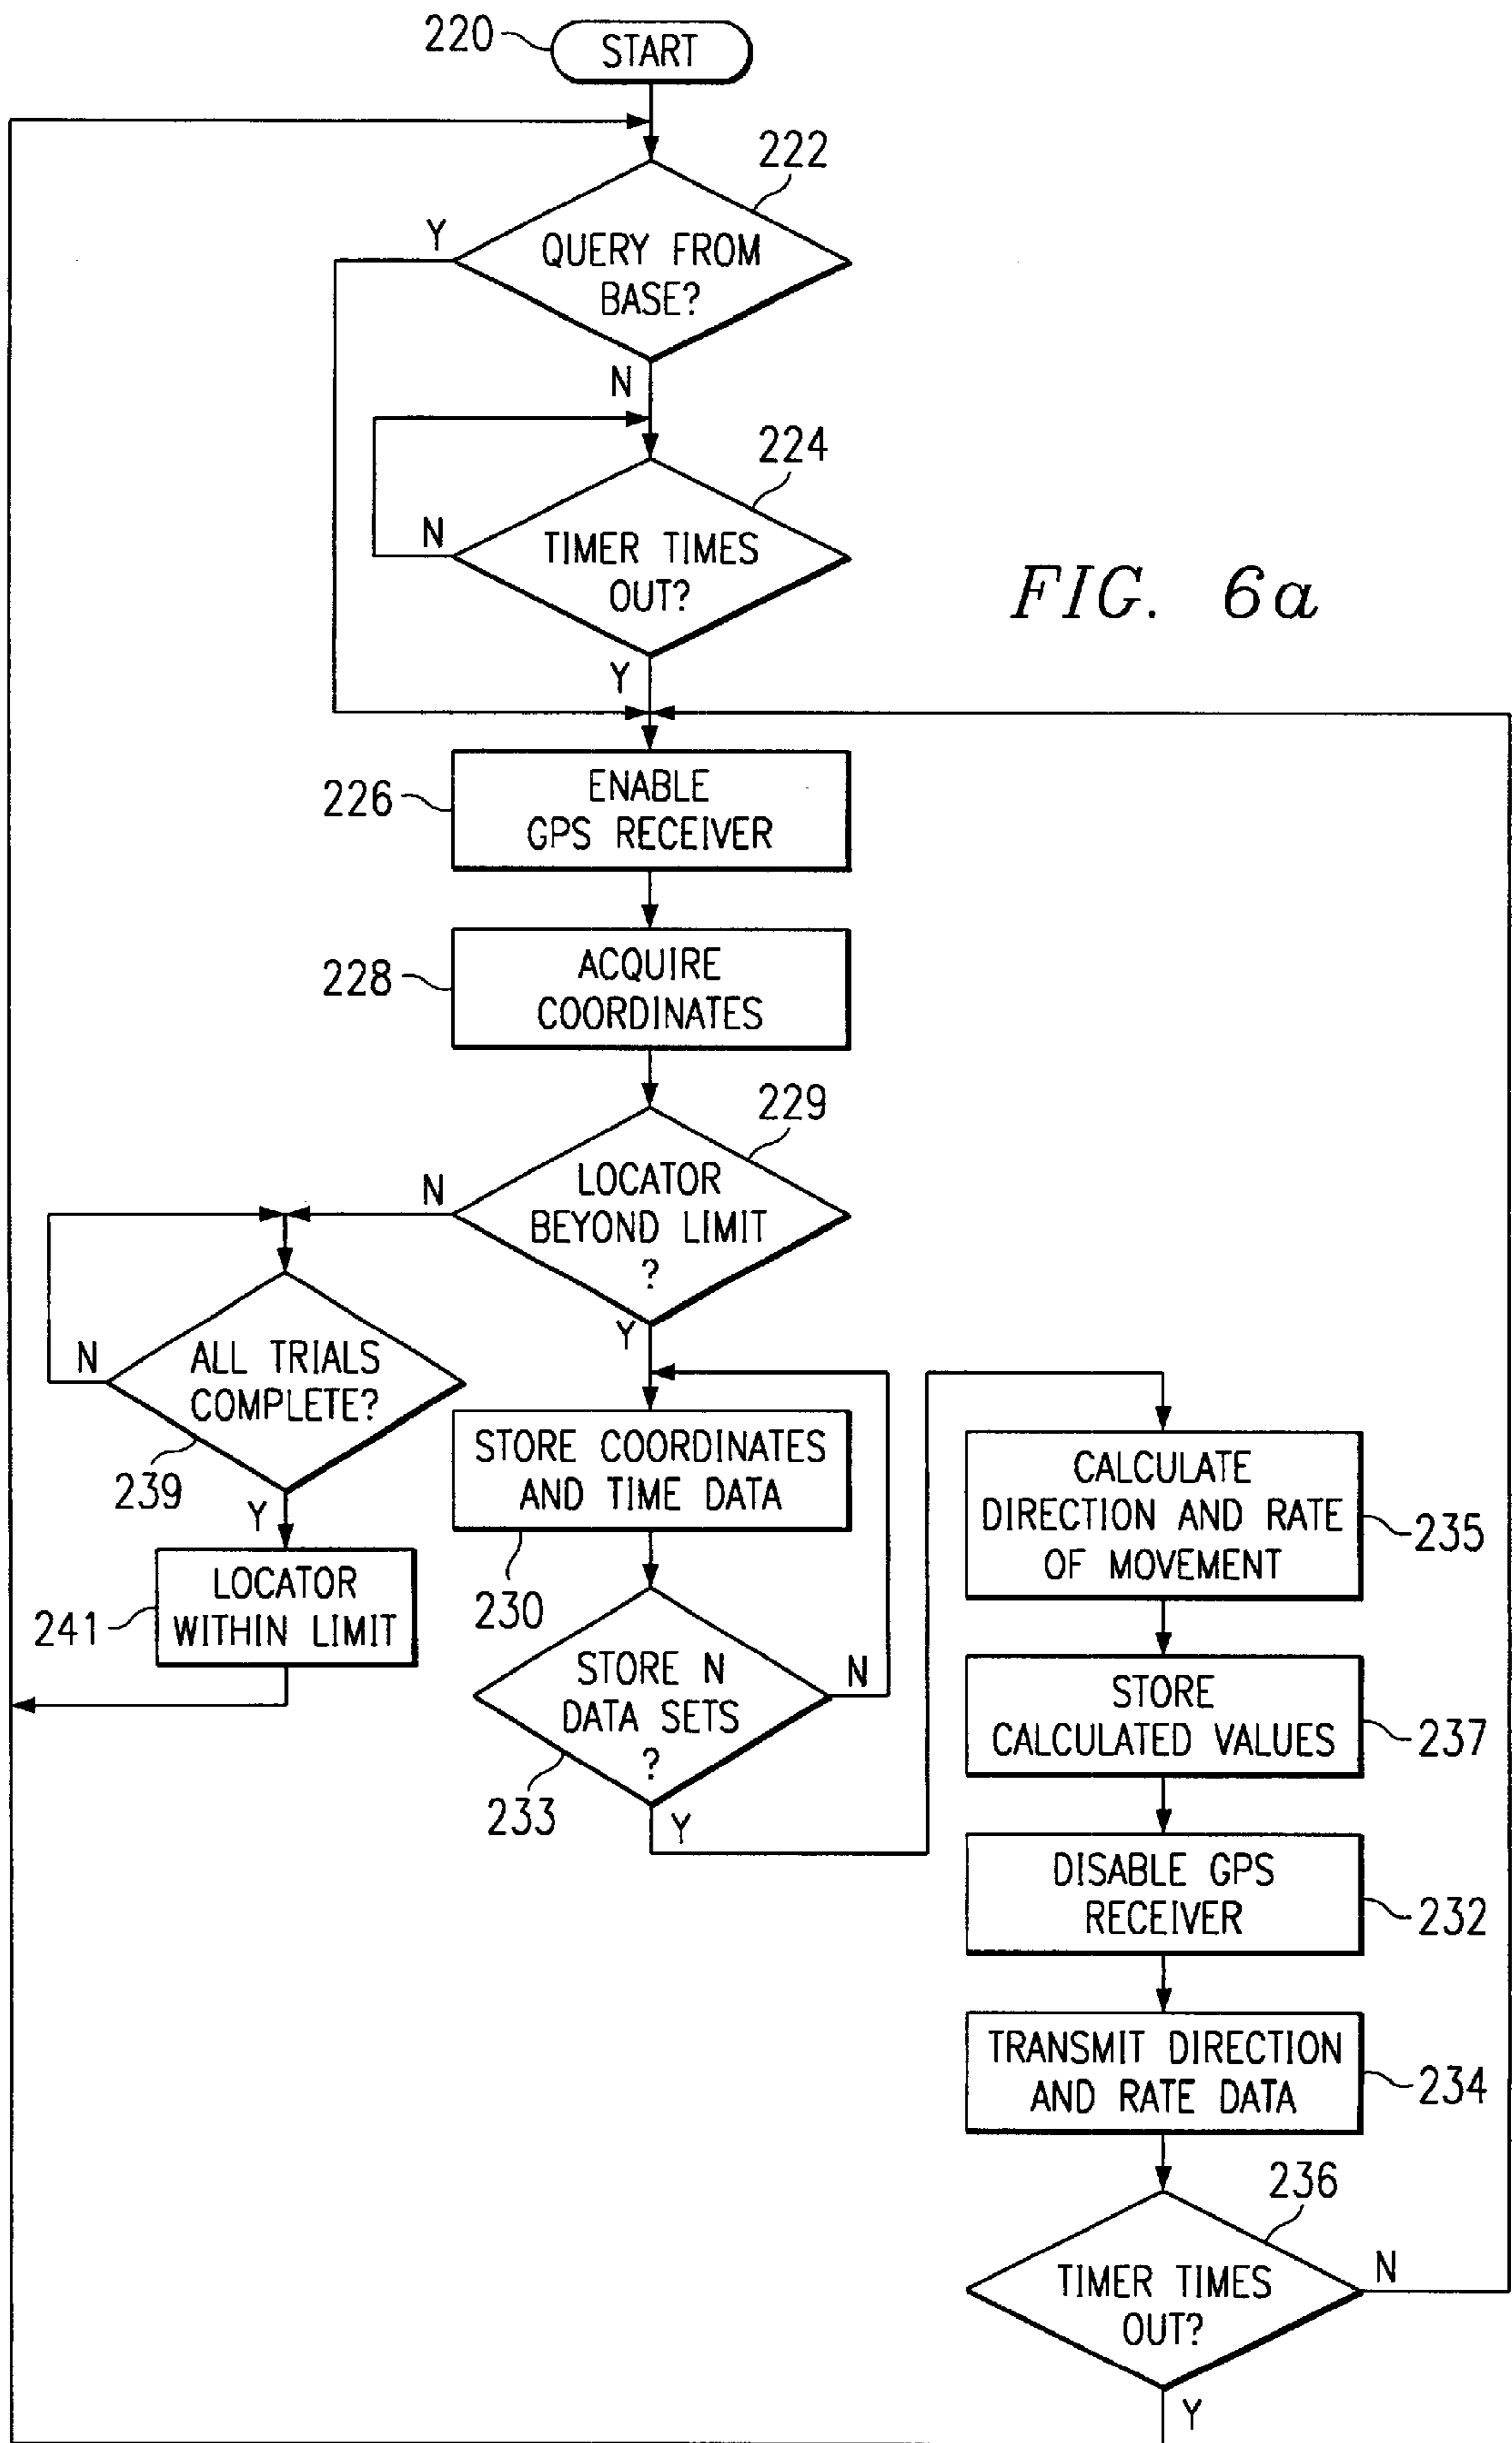 220
START
222
Y
QUERY FROM
BASE?
N
224
N
TIMER TIMES
OUT?
FIG. 6a
Y
226
ENABLE
GPS RECEIVER
228
ACQUIRE
COORDINATES
229
N
LOCATOR
BEYOND LIMIT
?
Y
N
ALL TRIALS
COMPLETE?
239
Y
LOCATOR
WITHIN LIMIT
241
STORE COORDINATES
AND TIME DATA
230
STORE N
DATA SETS
?
N
233
Y
CALCULATE
DIRECTION AND RATE
OF MOVEMENT
235
STORE
CALCULATED VALUES
237
DISABLE GPS
RECEIVER
232
TRANSMIT DIRECTION
AND RATE DATA
234
236
TIMER TIMES
OUT?
N
Y